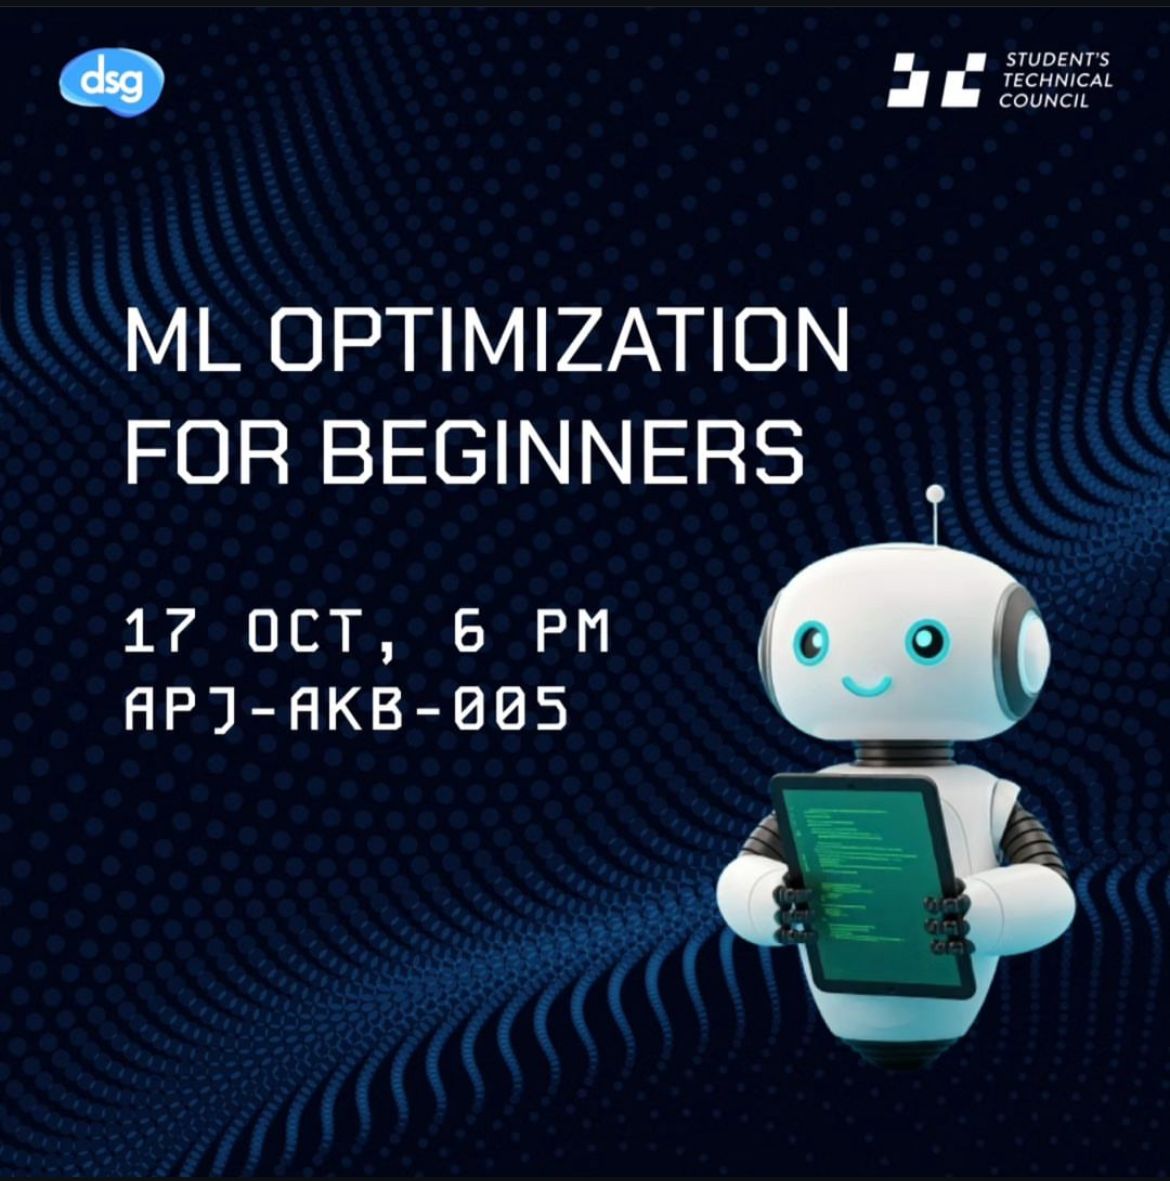 dsg
STUDENT'S
TECHNICAL
COUNCIL
ML OPTIMIZATION
FOR BEGINNERS
17 OCT, 6 PM
APJ-AKB-005